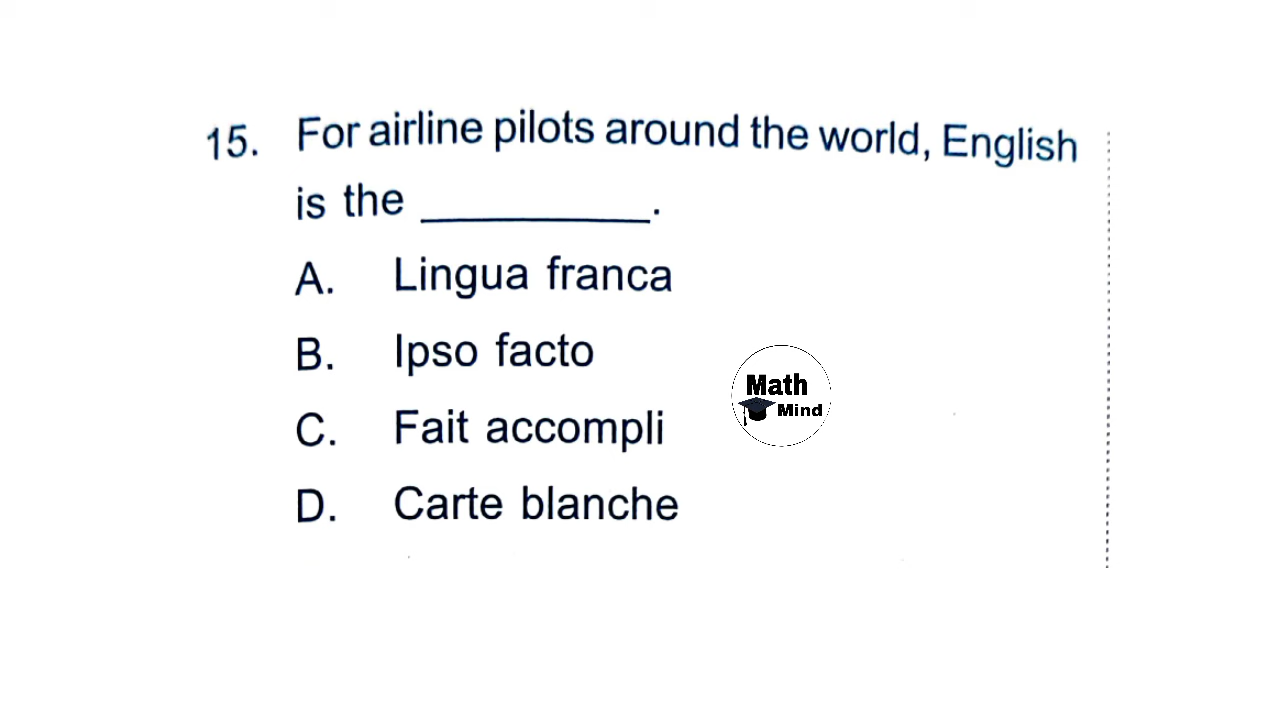 15. For airline pilots around the world, English
is the __________.
A. Lingua franca
B. Ipso facto
C. Fait accompli
D. Carte blanche
Math
Mind